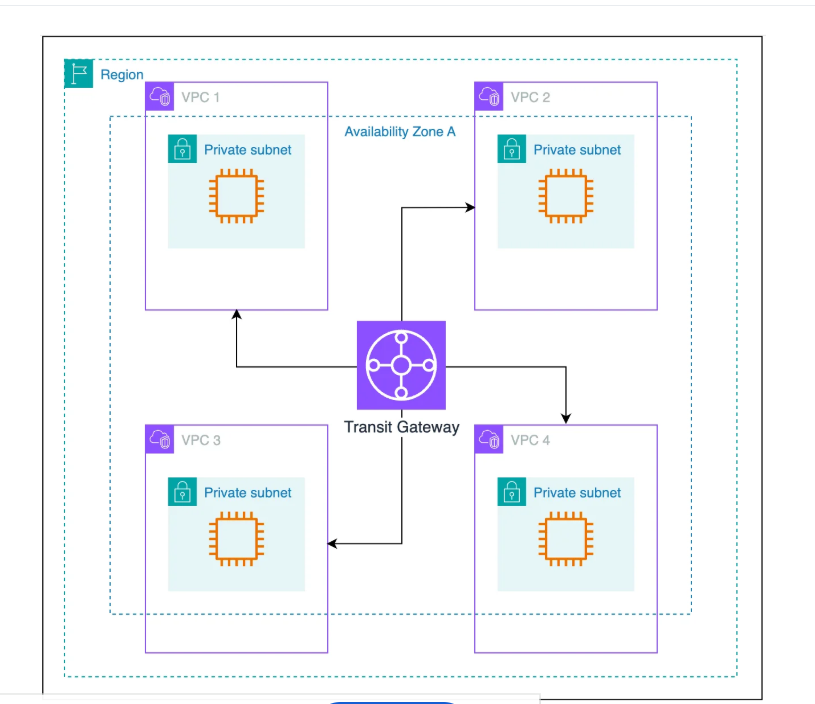 Region
VPC 1
VPC 2
Availability Zone A
Private subnet
Private subnet
Transit Gateway
VPC 3
VPC 4
Private subnet
Private subnet